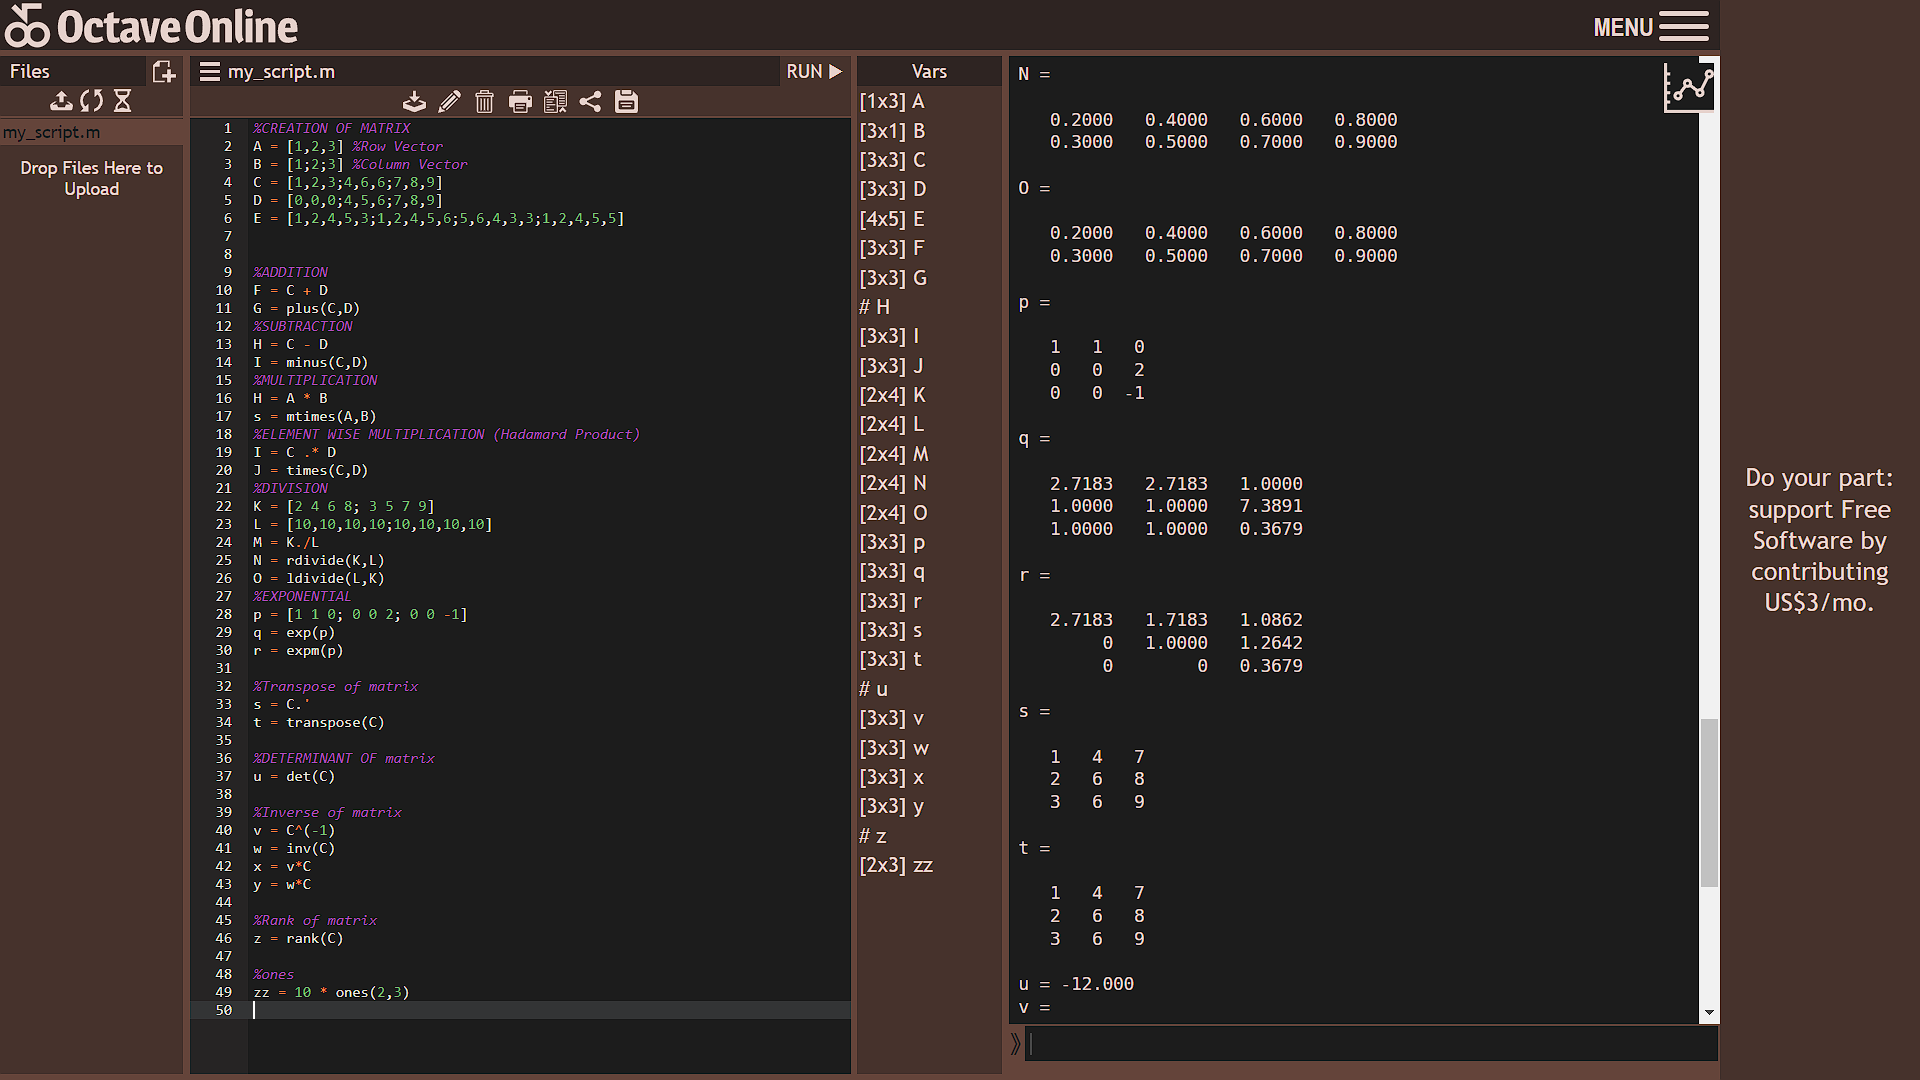 Octave Online
MENU
Files
my_script.m
Drop Files Here to
Upload
my_script.m
RUN
1 %CREATION OF MATRIX
2 A = [1,2,3] %Row Vector
3 B = [1;2;3] %Column Vector
4 C = [1,2,3;4,6,6;7,8,9]
5 D = [0,0,0;4,5,6;7,8,9]
6 E = [1,2,4,5,3;1,2,4,5,6;5,6,4,3,3;1,2,4,5,5]
7
8
9 %ADDITION
10 F = C + D
11 G = plus(C,D)
12 %SUBTRACTION
13 H = C - D
14 I = minus(C,D)
15 %MULTIPLICATION
16 H = A * B
17 s = mtimes(A,B)
18 %ELEMENT WISE MULTIPLICATION (Hadamard Product)
19 I = C .* D
20 J = times(C,D)
21 %DIVISION
22 K = [2 4 6 8; 3 5 7 9]
23 L = [10,10,10,10;10,10,10,10]
24 M = K./L
25 N = rdivide(K,L)
26 O = ldivide(L,K)
27 %EXPONENTIAL
28 p = [1 1 0; 0 0 2; 0 0 -1]
29 q = exp(p)
30 r = expm(p)
31
32 %Transpose of matrix
33 s = C.'
34 t = transpose(C)
35
36 %DETERMINANT OF matrix
37 u = det(C)
38
39 %Inverse of matrix
40 v = C^(-1)
41 w = inv(C)
42 x = v*C
43 y = w*C
44
45 %Rank of matrix
46 z = rank(C)
47
48 %ones
49 zz = 10 * ones(2,3)
50
Vars
[1x3] A
[3x1] B
[3x3] C
[3x3] D
[4x5] E
[3x3] F
[3x3] G
# H
[3x3] I
[3x3] J
[2x4] K
[2x4] L
[2x4] M
[2x4] N
[2x4] O
[3x3] p
[3x3] q
[3x3] r
[3x3] s
[3x3] t
# u
[3x3] v
[3x3] w
[3x3] x
[3x3] y
# z
[2x3] zz
N =
0.2000 0.4000 0.6000 0.8000
0.3000 0.5000 0.7000 0.9000
O =
0.2000 0.4000 0.6000 0.8000
0.3000 0.5000 0.7000 0.9000
p =
1 1 0
0 0 2
0 0 -1
q =
2.7183 2.7183 1.0000
1.0000 1.0000 7.3891
1.0000 1.0000 0.3679
r =
2.7183 1.7183 1.0862
0 1.0000 1.2642
0 0 0.3679
s =
1 4 7
2 6 8
3 6 9
t =
1 4 7
2 6 8
3 6 9
u = -12.000
v =
Do your part:
support Free
Software by
contributing
US$3/mo.